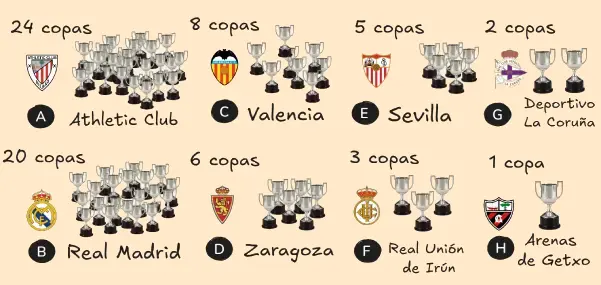 24 copas
A Athletic Club
8 copas
C Valencia
5 copas
E Sevilla
2 copas
G Deportivo
La Coruña
20 copas
B Real Madrid
6 copas
D Zaragoza
3 copas
F Real Unión
de Irún
1 copa
H Arenas
de Getxo